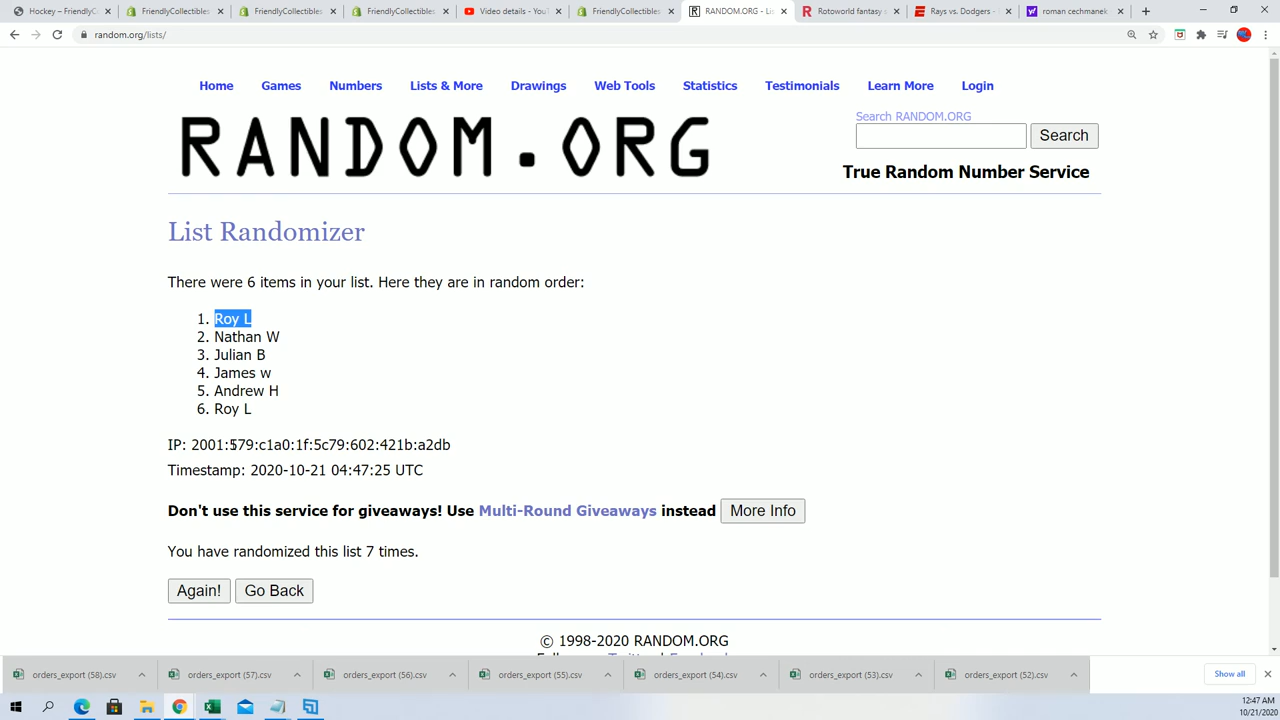 Hockey – FriendlyC
FriendlyCollectibles
FriendlyCollectibles
FriendlyCollectibles
Video details - YouT
FriendlyCollectibles
RANDOM.ORG - Lis
Rotoworld fantasy
Rays vs. Dodgers -
roman cechmanek
random.org/lists/
Home Games Numbers Lists & More Drawings Web Tools Statistics Testimonials Learn More Login
RANDOM.ORG
Search RANDOM.ORG
Search
True Random Number Service
List Randomizer
There were 6 items in your list. Here they are in random order:
1. Roy L
2. Nathan W
3. Julian B
4. James w
5. Andrew H
6. Roy L
IP: 2001:579:c1a0:1f:5c79:602:421b:a2db
Timestamp: 2020-10-21 04:47:25 UTC
Don't use this service for giveaways! Use Multi-Round Giveaways instead More Info
You have randomized this list 7 times.
Again! Go Back
© 1998-2020 RANDOM.ORG
orders_export (58).csv
orders_export (57).csv
orders_export (56).csv
orders_export (55).csv
orders_export (54).csv
orders_export (53).csv
orders_export (52).csv
Show all
12:47 AM
10/21/2020